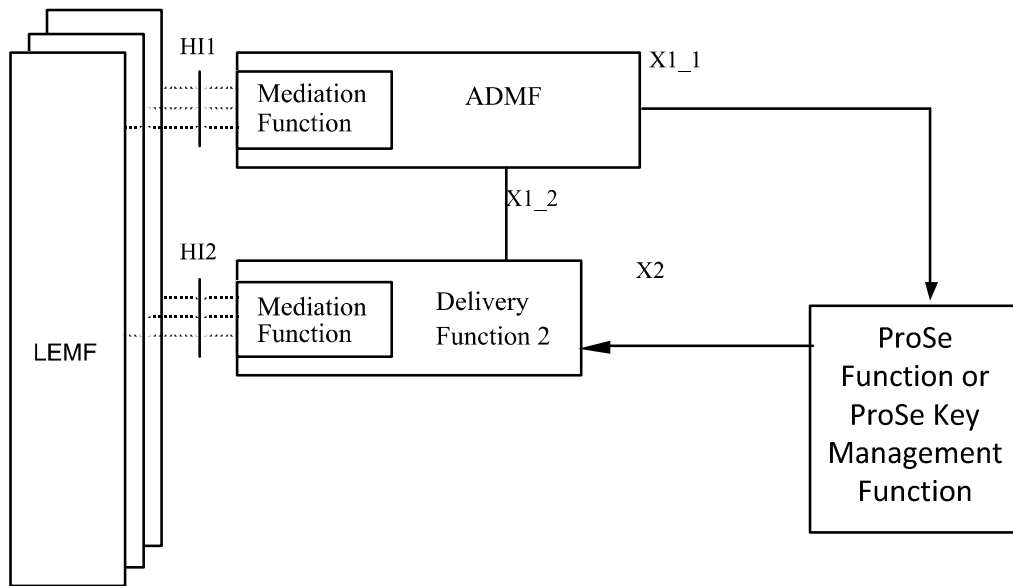 HI1
Mediation
Function
ADMF
X1_1
X1_2
HI2
Mediation
Function
Delivery
Function 2
X2
LEMF
ProSe
Function or
ProSe Key
Management
Function